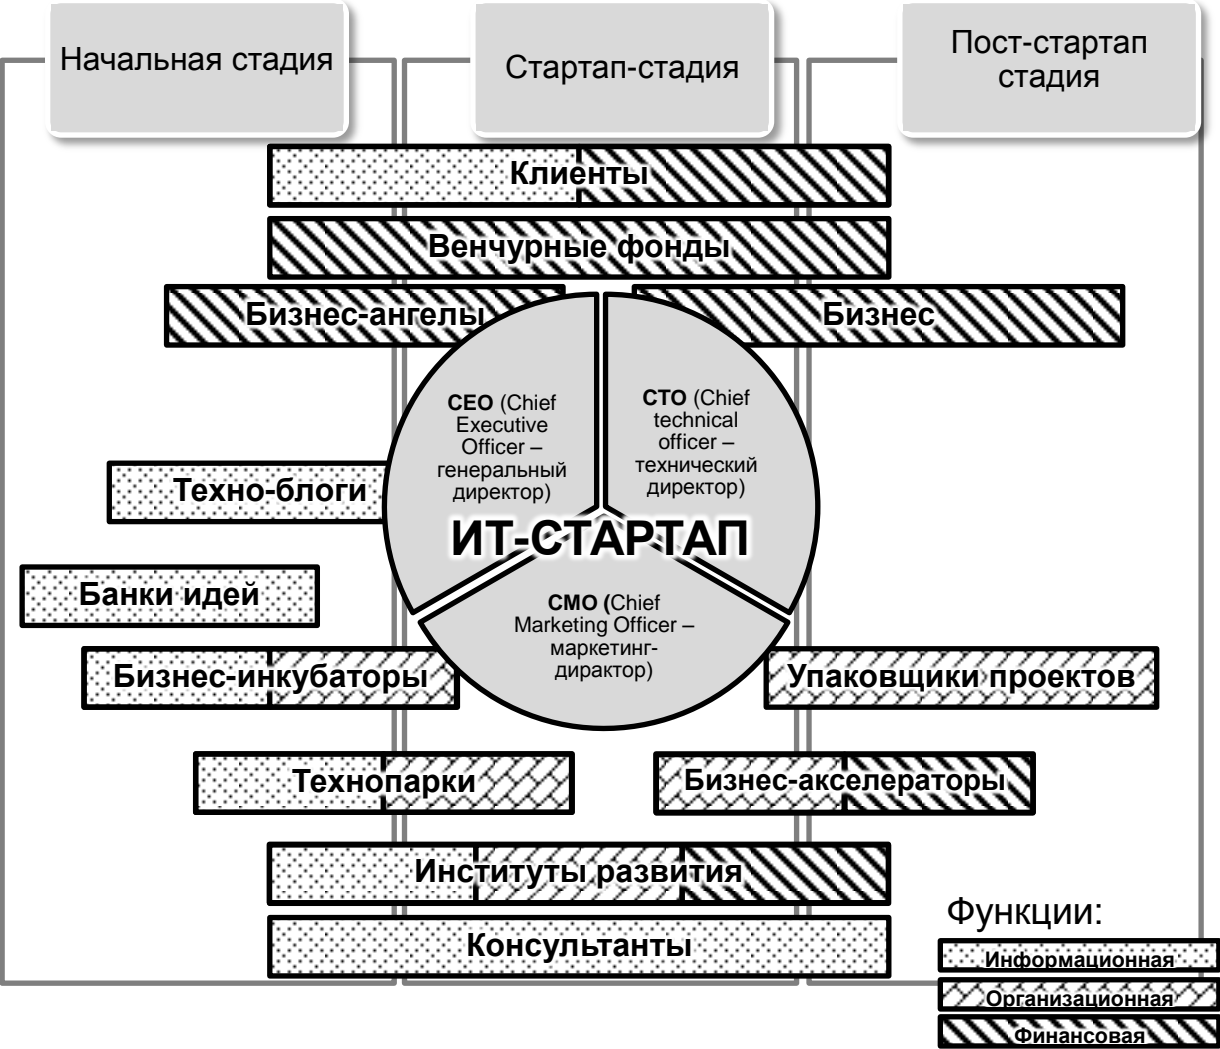 Начальная стадия
Стартап-стадия
Пост-стартап
стадия
Клиенты
Венчурные фонды
Бизнес-ангелы
Бизнес
CEO (Chief
Executive
Officer –
генеральный
директор)
CTO (Chief
technical
officer –
технический
директор)
Техно-блоги
ИТ-СТАРТАП
Банки идей
CMO (Chief
Marketing Officer –
маркетинг-
дирактор)
Бизнес-инкубаторы
Упаковщики проектов
Технопарки
Бизнес-акселераторы
Институты развития
Консультанты
Функции:
Информационная
Организационная
Финансовая